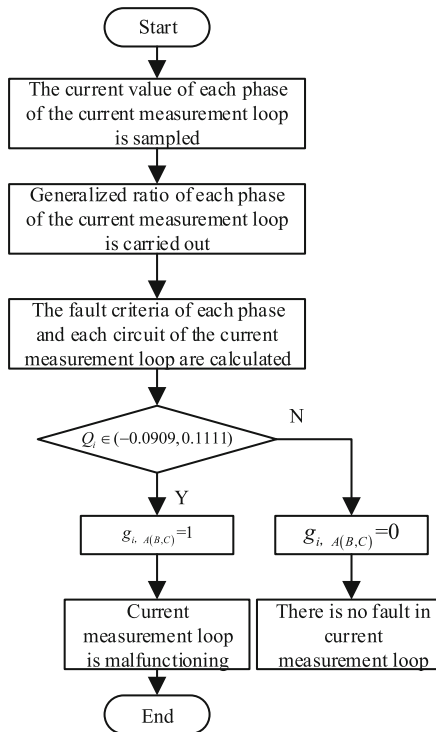 Start
The current value of each phase
of the current measurement loop
is sampled
Generalized ratio of each phase
of the current measurement loop
is carried out
The fault criteria of each phase
and each circuit of the current
measurement loop are calculated
Q_i ∈ (−0.0909, 0.1111)
N
Y
g_{i, A(B,C)}=1
g_{i, A(B,C)}=0
Current
measurement loop
is malfunctioning
There is no fault in
current
measurement loop
End